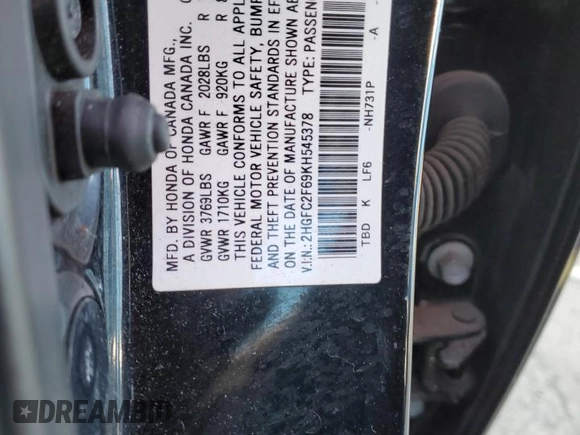 MFD. BY HONDA OF CANADA MFG.,
A DIVISION OF HONDA CANADA INC.
GVWR 3769LBS GAWR F 2028LBS R
GVWR 1710KG GAWR F 920KG R
THIS VEHICLE CONFORMS TO ALL APPL
FEDERAL MOTOR VEHICLE SAFETY, BUMP
AND THEFT PREVENTION STANDARDS IN EF
ON THE DATE OF MANUFACTURE SHOWN AB
V.I.N.: 2HGFC2F69KH545378 TYPE: PASSEN
TBD K LF6 -NH731P -A -
DREAMBID